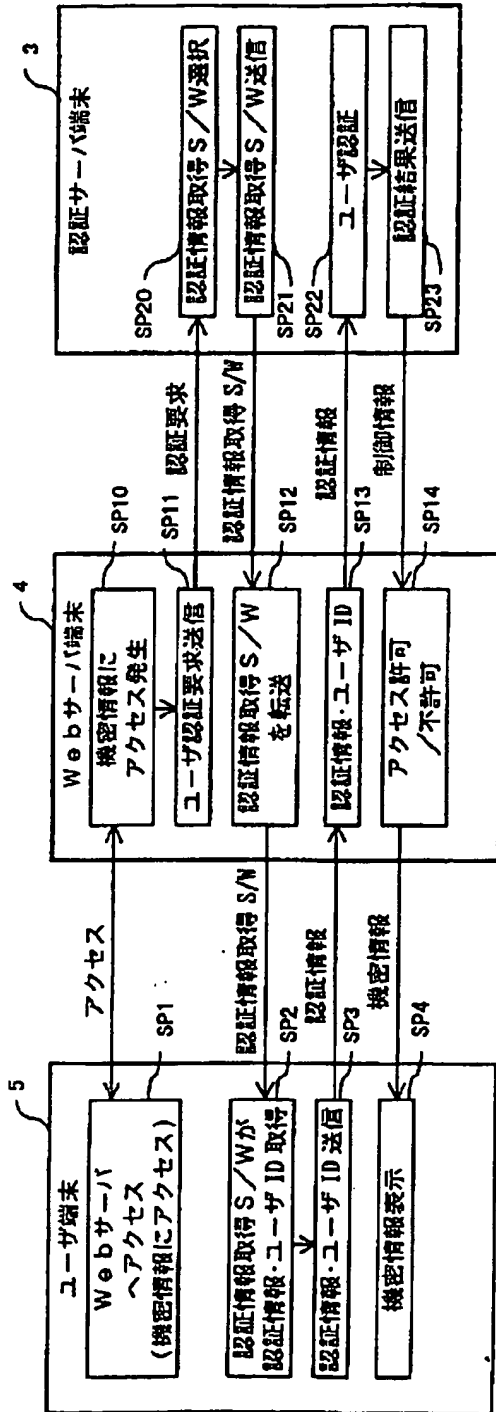 5
ユーザ端末
Webサーバ
へアクセス
(機密情報にアクセス)
SP1
認証情報取得S/Wが
認証情報・ユーザID取得
SP2
認証情報・ユーザID送信
SP3
機密情報表示
SP4
アクセス
認証情報取得S/W
認証情報
機密情報
4
Webサーバ端末
機密情報に
アクセス発生
SP10
ユーザ認証要求送信
SP11
認証情報取得S/W
を転送
SP12
認証情報・ユーザID
SP13
アクセス許可
/不許可
SP14
認証要求
認証情報取得S/W
認証情報
制御情報
3
認証サーバ端末
SP20
認証情報取得S/W選択
認証情報取得S/W送信
SP21
SP22
ユーザ認証
認証結果送信
SP23